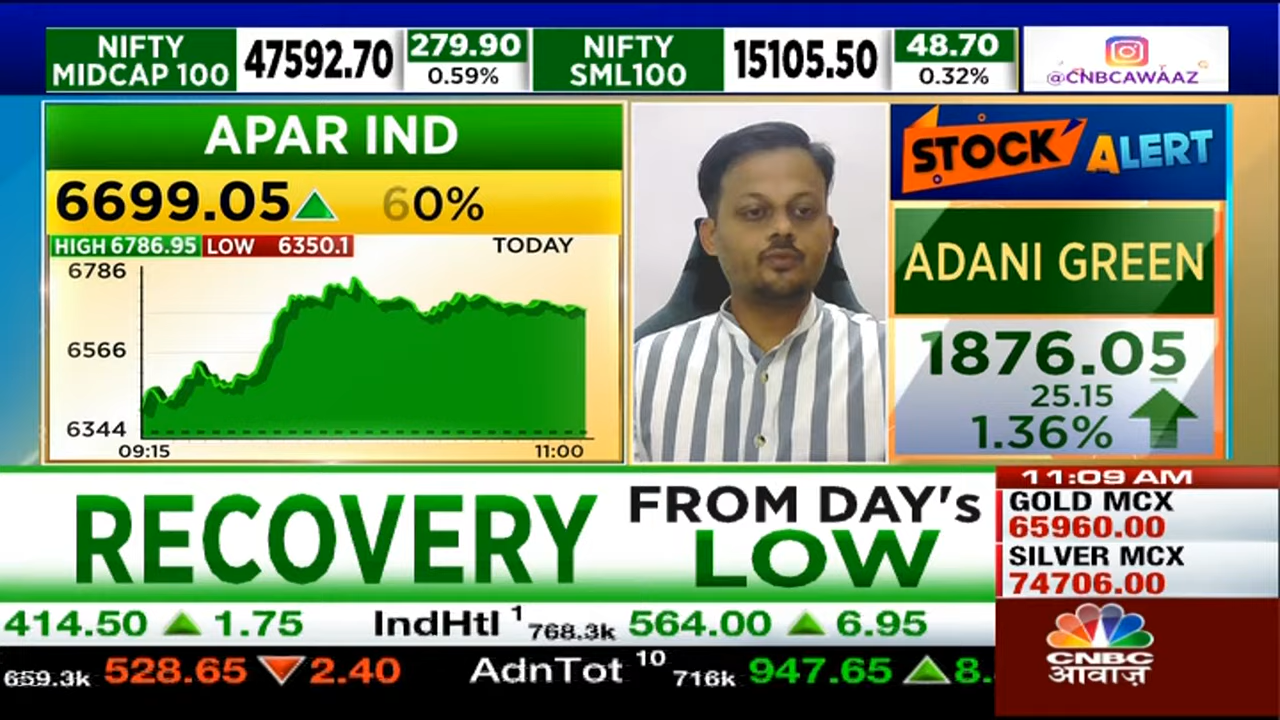 NIFTY
MIDCAP 100
47592.70
279.90
0.59%
NIFTY
SML100
15105.50
48.70
0.32%
@CNBCAWAAZ
APAR IND
6699.05
60%
HIGH 6786.95 LOW 6350.1
TODAY
6786
6566
6344
09:15
11:00
STOCK ALERT
ADANI GREEN
1876.05
25.15
1.36%
RECOVERY
FROM DAY's
LOW
11:09 AM
GOLD MCX
65960.00
SILVER MCX
74706.00
414.50 1.75 IndHtl 1 768.3k 564.00 6.95
659.3k 528.65 2.40 AdnTot 10 716k 947.65 8.
CNBC
आवाज़